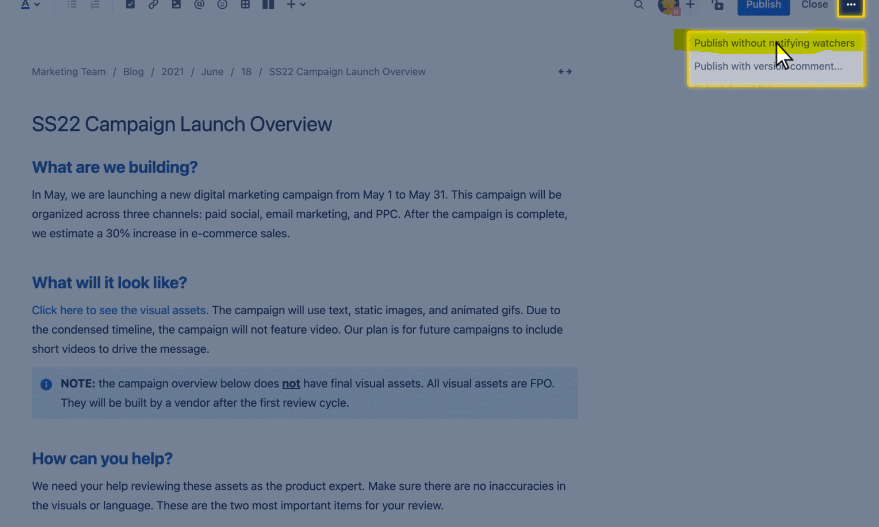 A
@
Publish
Close
Publish without notifying watchers
Publish with version comment...
Marketing Team / Blog / 2021 / June / 18 / SS22 Campaign Launch Overview
SS22 Campaign Launch Overview
What are we building?
In May, we are launching a new digital marketing campaign from May 1 to May 31. This campaign will be
organized across three channels: paid social, email marketing, and PPC. After the campaign is complete,
we estimate a 30% increase in e-commerce sales.
What will it look like?
Click here to see the visual assets. The campaign will use text, static images, and animated gifs. Due to
the condensed timeline, the campaign will not feature video. Our plan is for future campaigns to include
short videos to drive the message.
NOTE: the campaign overview below does not have final visual assets. All visual assets are FPO.
They will be built by a vendor after the first review cycle.
How can you help?
We need your help reviewing these assets as the product expert. Make sure there are no inaccuracies in
the visuals or language. These are the two most important items for your review.